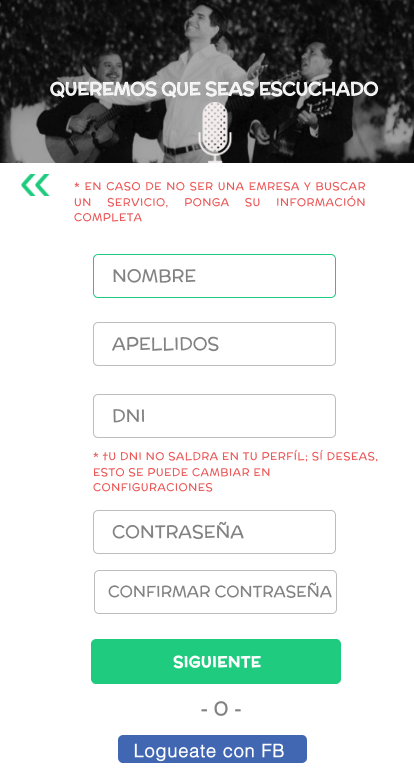 QUEREMOS QUE SEAS ESCUCHADO
* EN CASO DE NO SER UNA EMRESA Y BUSCAR
UN SERVICIO, PONGA SU INFORMACIÓN
COMPLETA
NOMBRE
APELLIDOS
DNI
* TU DNI NO SALDRA EN TU PERFÍL; SÍ DESEAS,
ESTO SE PUEDE CAMBIAR EN
CONFIGURACIONES
CONTRASEÑA
CONFIRMAR CONTRASEÑA
SIGUIENTE
- O -
Logueate con FB